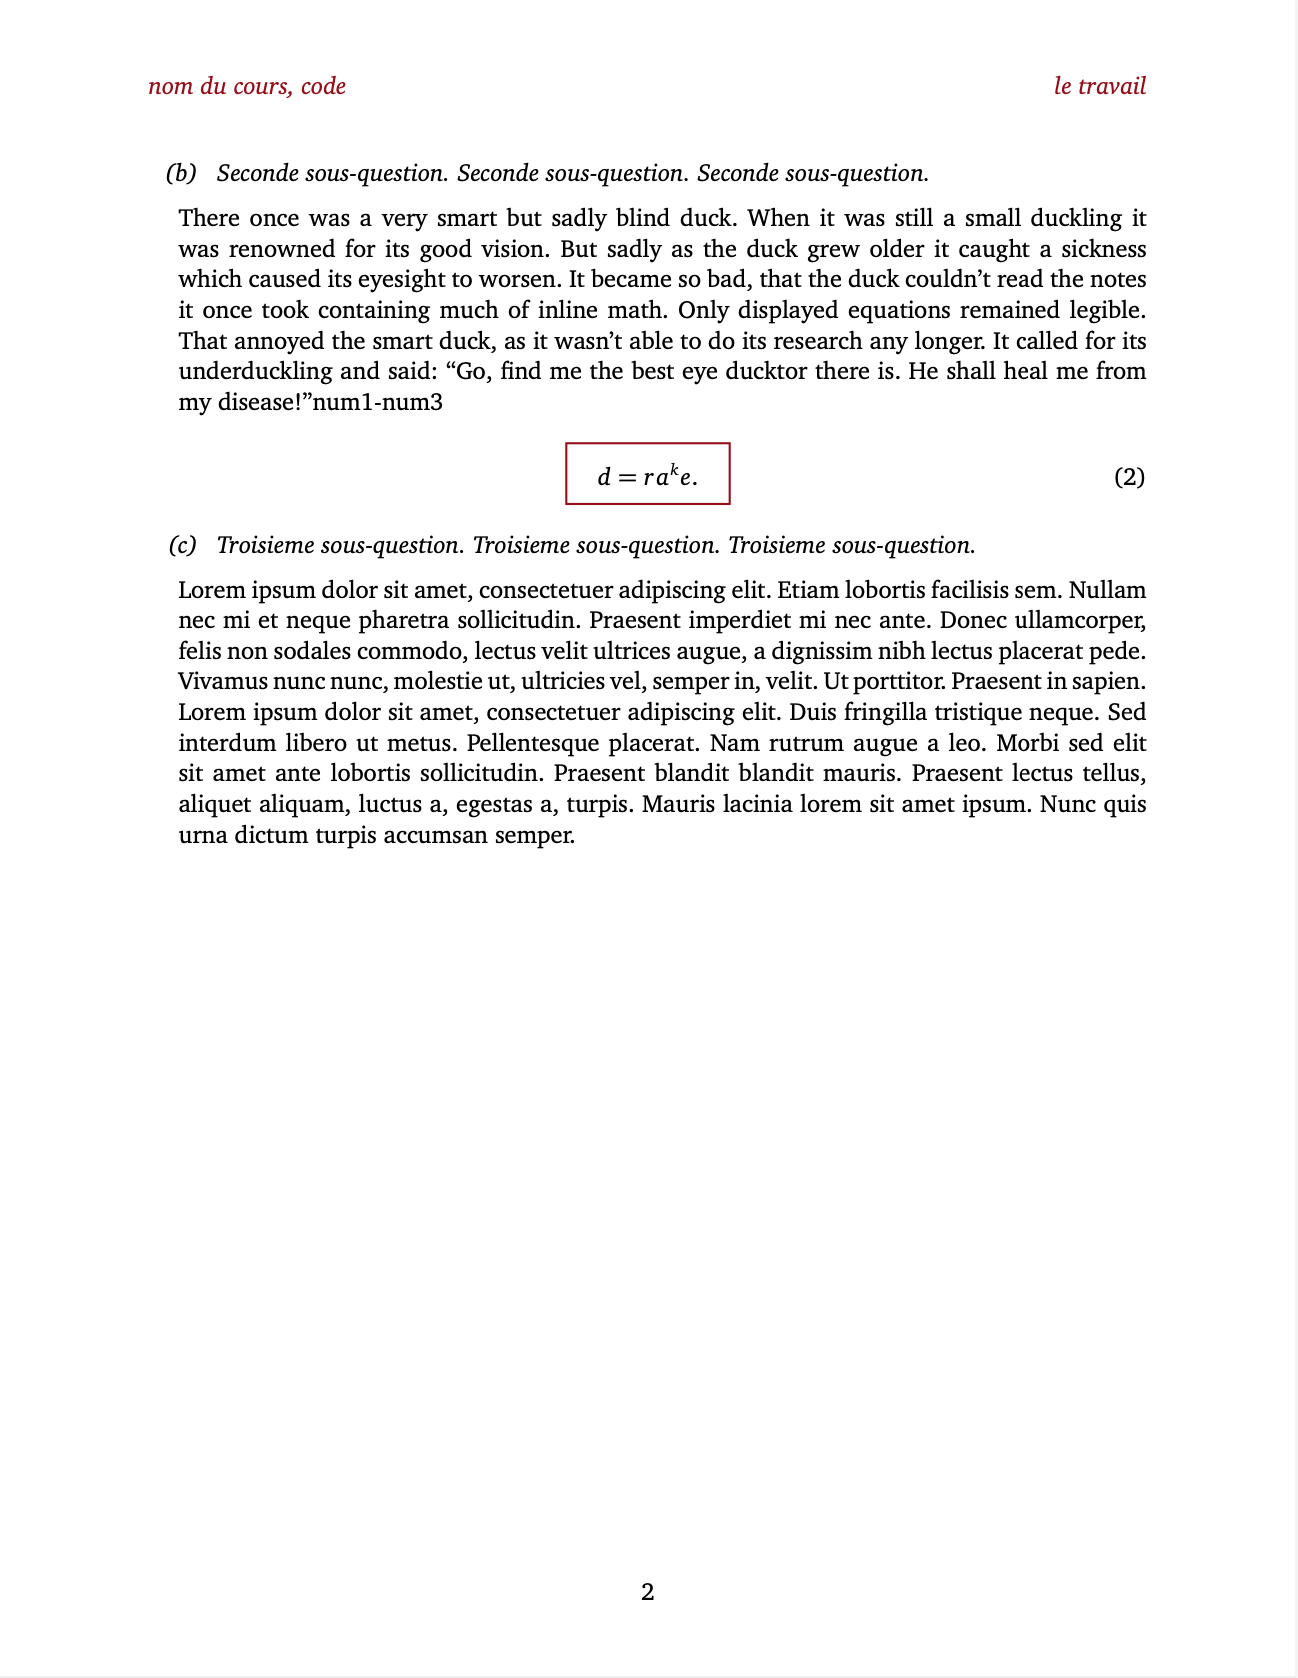 nom du cours, code le travail
(b) Seconde sous-question. Seconde sous-question. Seconde sous-question.
There once was a very smart but sadly blind duck. When it was still a small duckling it
was renowned for its good vision. But sadly as the duck grew older it caught a sickness
which caused its eyesight to worsen. It became so bad, that the duck couldn’t read the notes
it once took containing much of inline math. Only displayed equations remained legible.
That annoyed the smart duck, as it wasn’t able to do its research any longer. It called for its
underduckling and said: “Go, find me the best eye ducktor there is. He shall heal me from
my disease!”num1-num3
d = ra^k e. (2)
(c) Troisieme sous-question. Troisieme sous-question. Troisieme sous-question.
Lorem ipsum dolor sit amet, consectetuer adipiscing elit. Etiam lobortis facilisis sem. Nullam
nec mi et neque pharetra sollicitudin. Praesent imperdiet mi nec ante. Donec ullamcorper,
felis non sodales commodo, lectus velit ultrices augue, a dignissim nibh lectus placerat pede.
Vivamus nunc nunc, molestie ut, ultricies vel, semper in, velit. Ut porttitor. Praesent in sapien.
Lorem ipsum dolor sit amet, consectetuer adipiscing elit. Duis fringilla tristique neque. Sed
interdum libero ut metus. Pellentesque placerat. Nam rutrum augue a leo. Morbi sed elit
sit amet ante lobortis sollicitudin. Praesent blandit blandit mauris. Praesent lectus tellus,
aliquet aliquam, luctus a, egestas a, turpis. Mauris lacinia lorem sit amet ipsum. Nunc quis
urna dictum turpis accumsan semper.
2